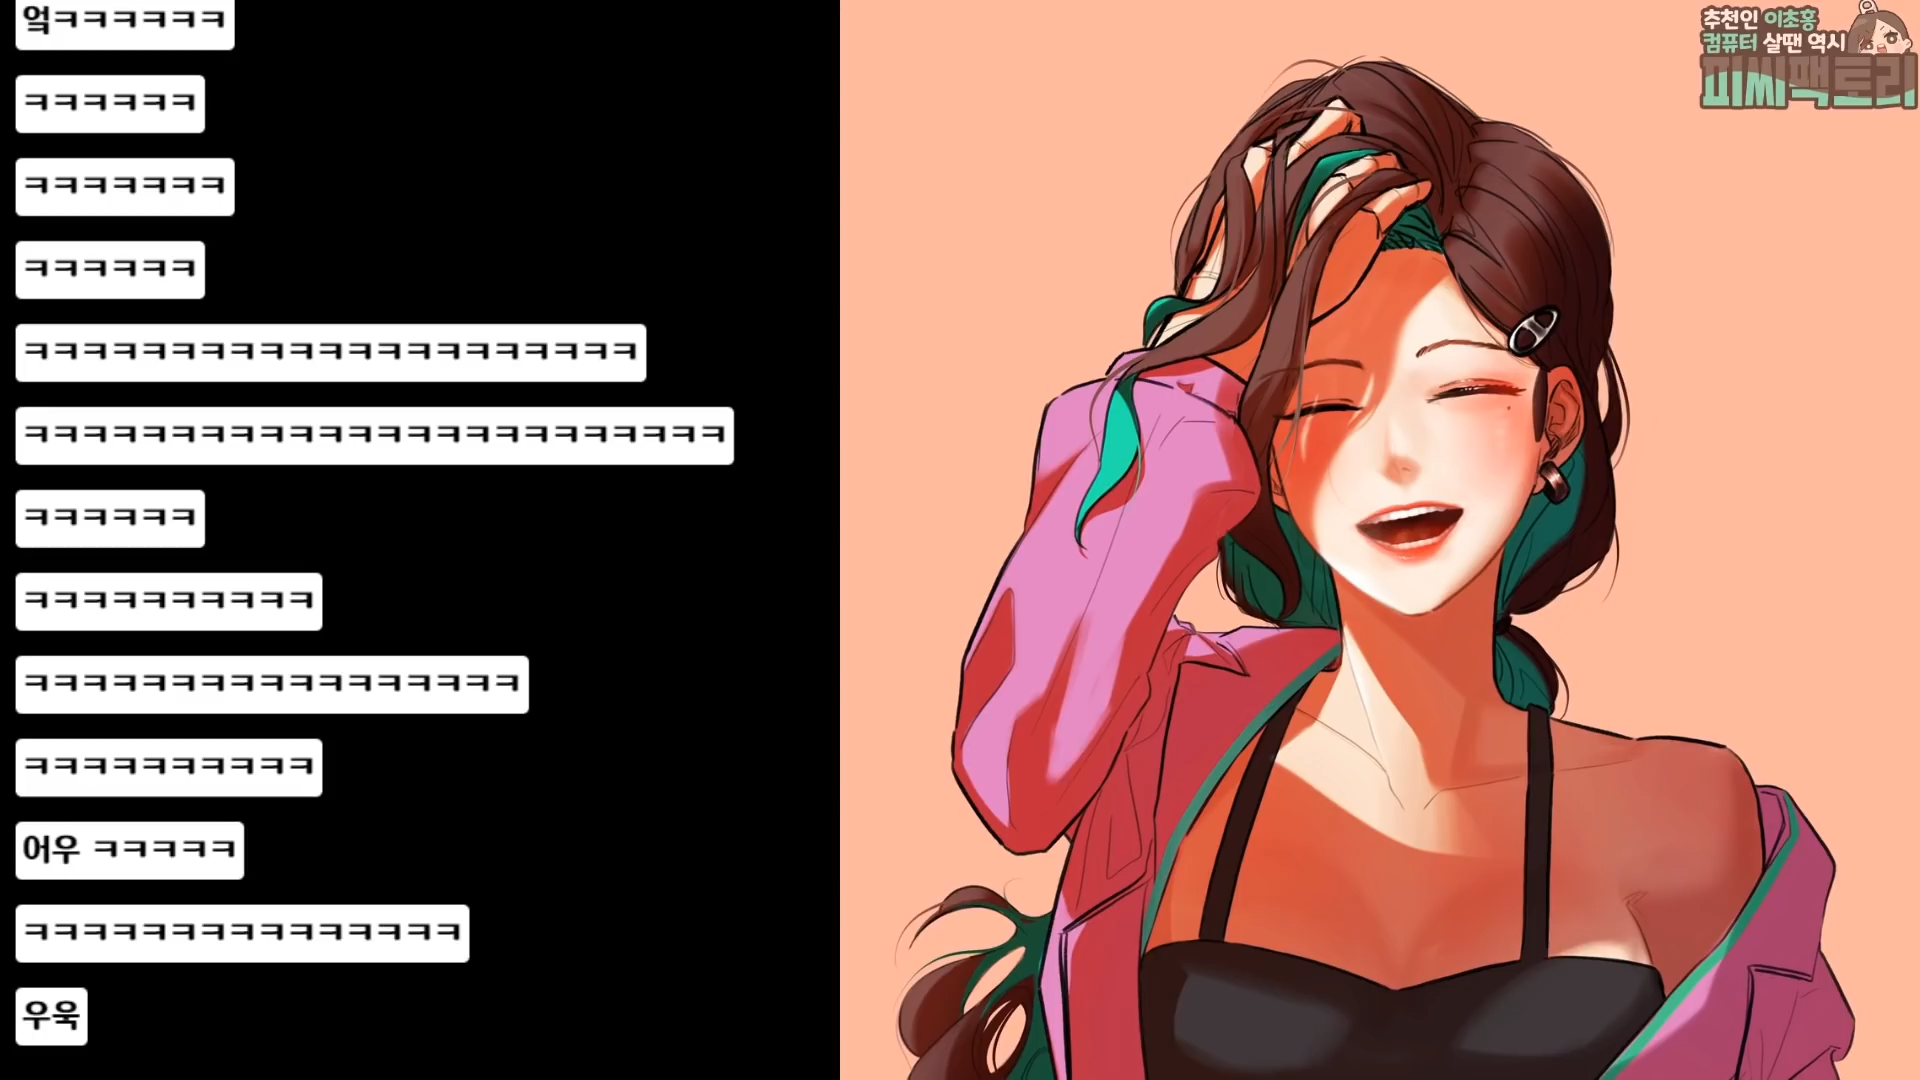 엌ㅋㅋㅋㅋㅋㅋ
ㅋㅋㅋㅋㅋㅋ
ㅋㅋㅋㅋㅋㅋㅋ
ㅋㅋㅋㅋㅋㅋ
ㅋㅋㅋㅋㅋㅋㅋㅋㅋㅋㅋㅋㅋㅋㅋㅋㅋㅋㅋㅋㅋ
ㅋㅋㅋㅋㅋㅋㅋㅋㅋㅋㅋㅋㅋㅋㅋㅋㅋㅋㅋㅋㅋㅋㅋㅋ
ㅋㅋㅋㅋㅋㅋ
ㅋㅋㅋㅋㅋㅋㅋㅋㅋㅋ
ㅋㅋㅋㅋㅋㅋㅋㅋㅋㅋㅋㅋㅋㅋㅋㅋㅋ
ㅋㅋㅋㅋㅋㅋㅋㅋㅋㅋ
어우 ㅋㅋㅋㅋㅋ
ㅋㅋㅋㅋㅋㅋㅋㅋㅋㅋㅋㅋㅋㅋㅋ
우욱
추천인 이초홍
컴퓨터 살땐 역시
피씨팩토리